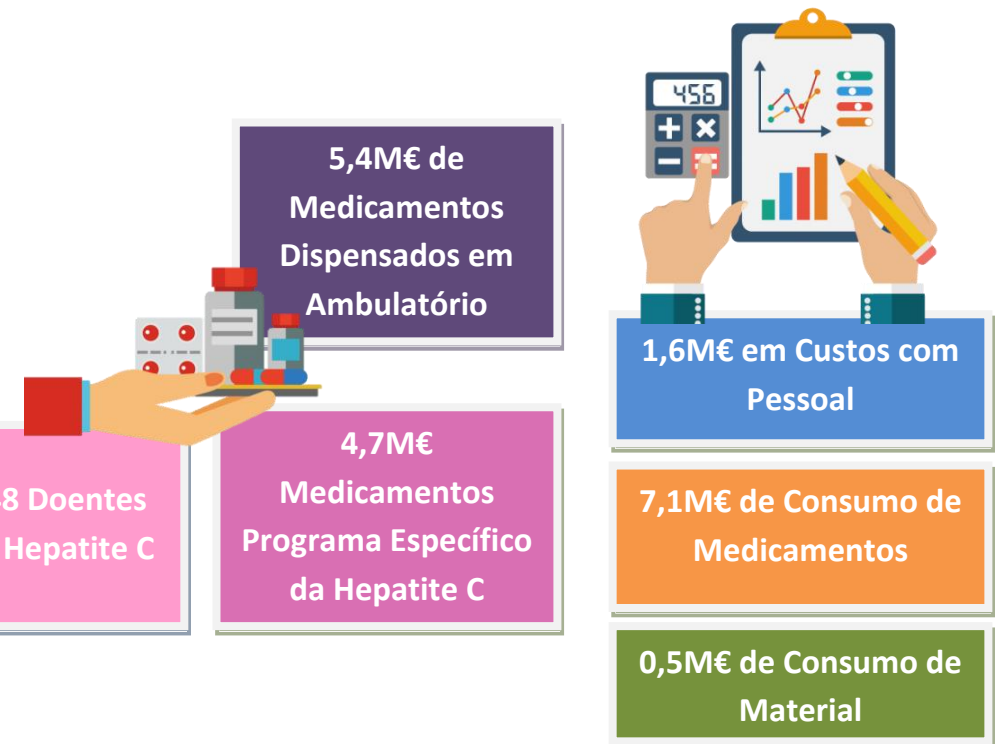 456
5,4M€ de
Medicamentos
Dispensados em
Ambulatório
1,6M€ em Custos com
Pessoal
8 Doentes
Hepatite C
4,7M€
Medicamentos
Programa Específico
da Hepatite C
7,1M€ de Consumo de
Medicamentos
0,5M€ de Consumo de
Material